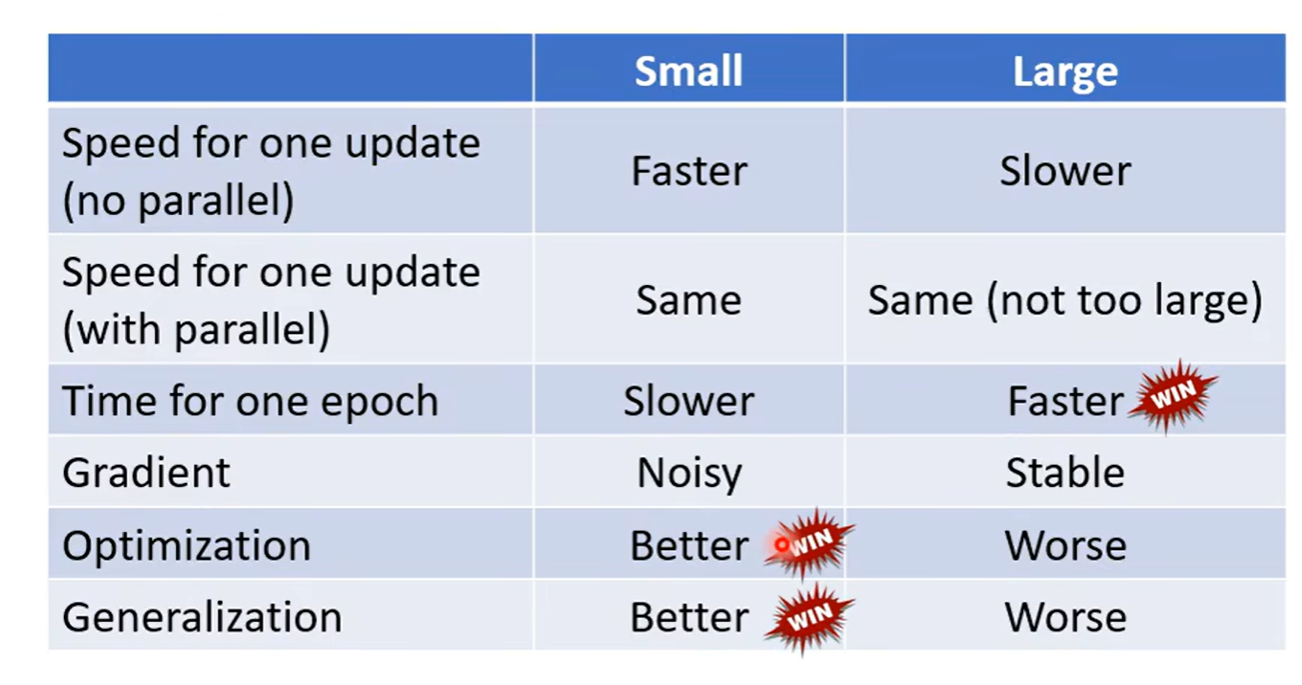 Small Large
Speed for one update
(no parallel)
Faster Slower
Speed for one update
(with parallel)
Same Same (not too large)
Time for one epoch Slower Faster WIN
Gradient Noisy Stable
Optimization Better WIN Worse
Generalization Better WIN Worse